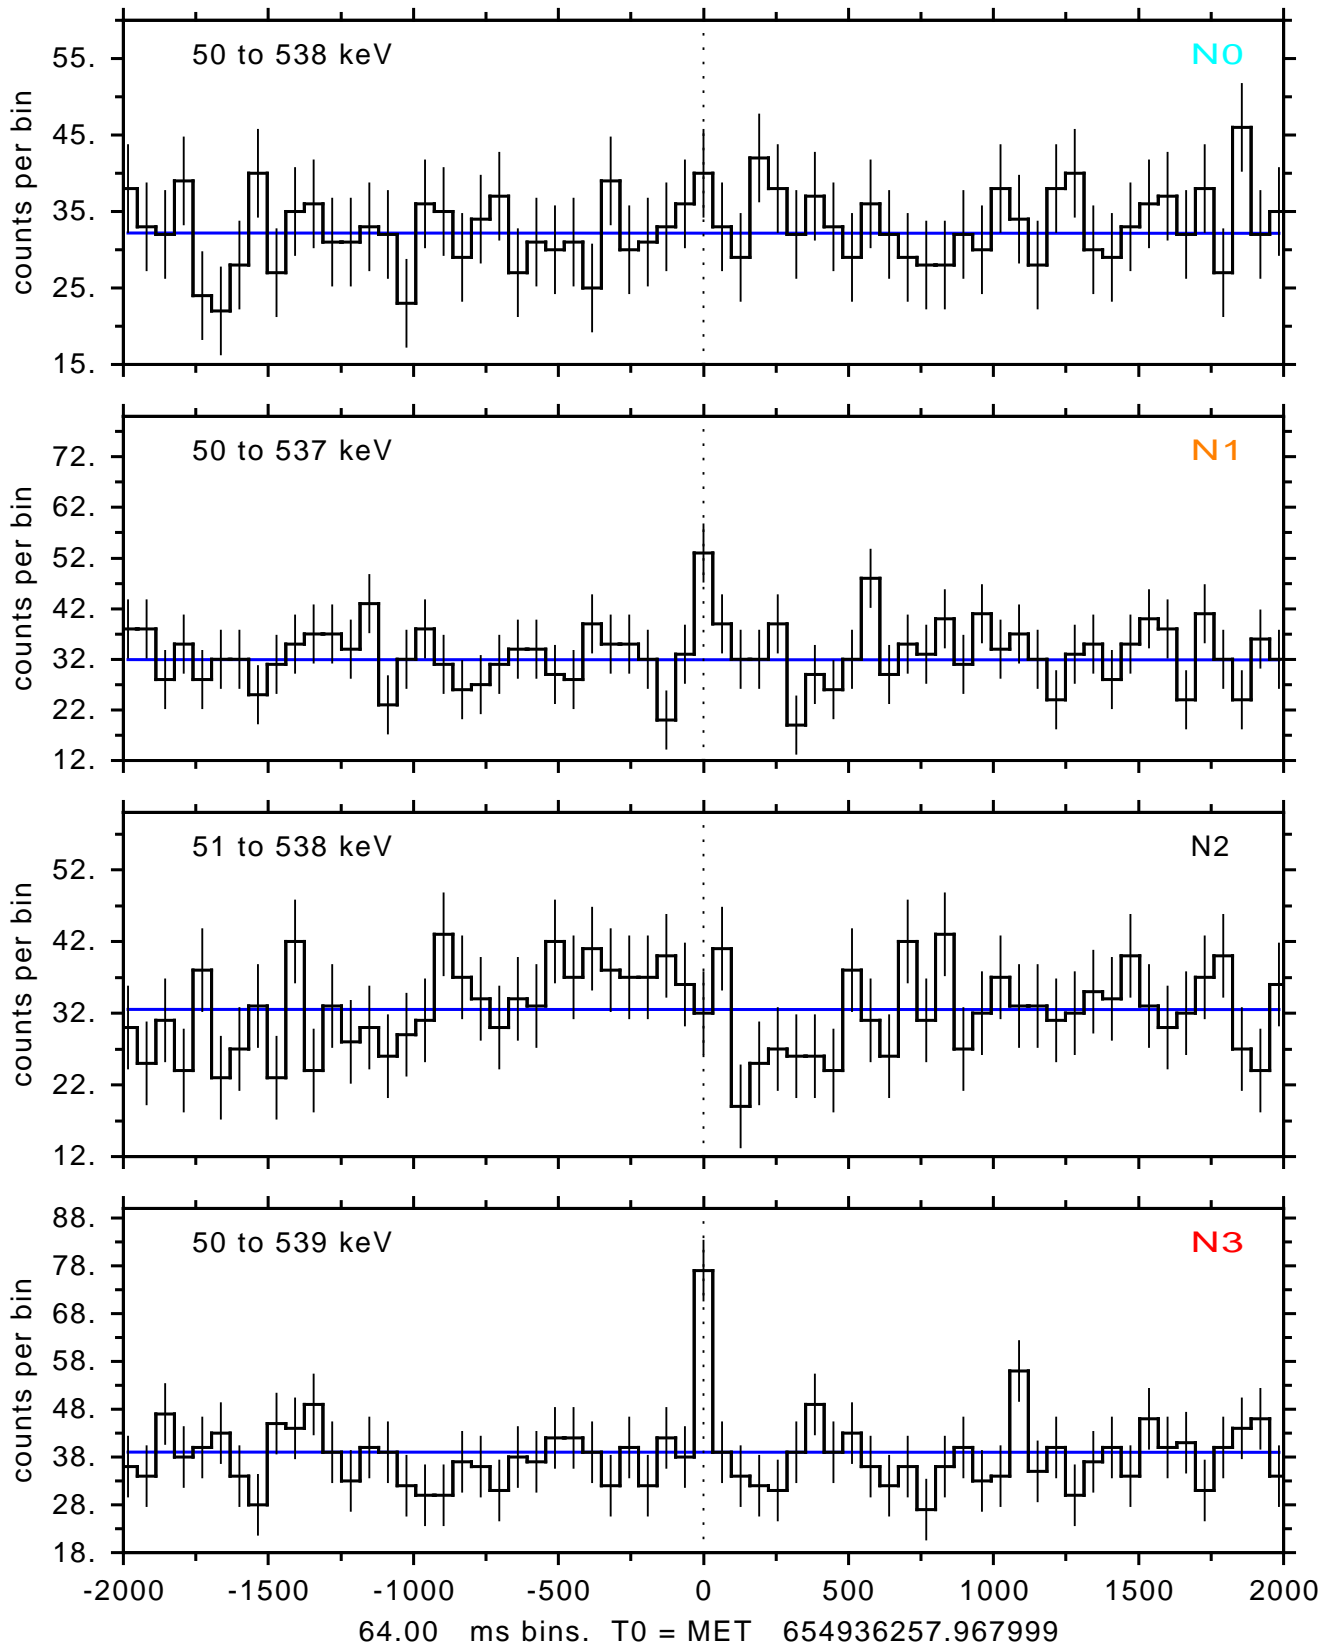 50 to 538 keV N0
55.
45.
35.
25.
15.
counts per bin
50 to 537 keV N1
72.
62.
52.
42.
32.
22.
12.
counts per bin
51 to 538 keV N2
52.
42.
32.
22.
12.
counts per bin
50 to 539 keV N3
88.
78.
68.
58.
48.
38.
28.
18.
counts per bin
-2000 -1500 -1000 -500 0 500 1000 1500 2000
64.00 ms bins. T0 = MET 654936257.967999